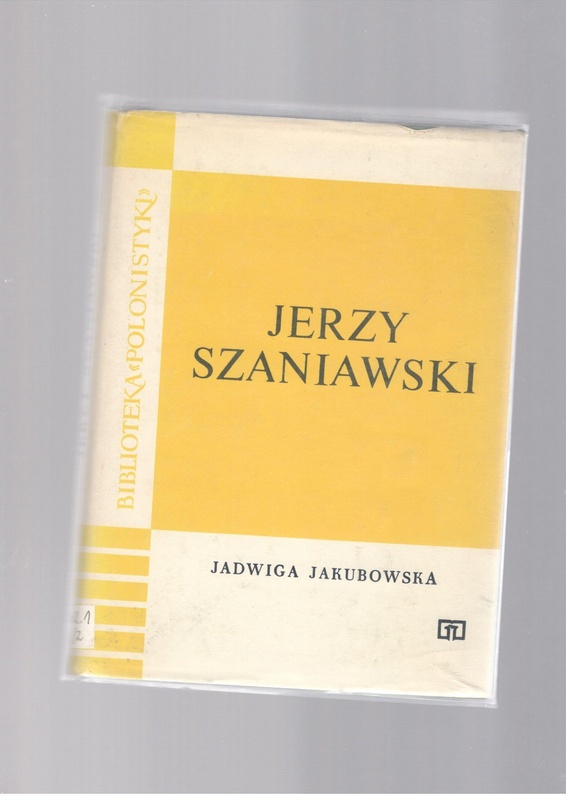 BIBLIOTEKA «POLONISTYKI»
JERZY
SZANIAWSKI
JADWIGA JAKUBOWSKA